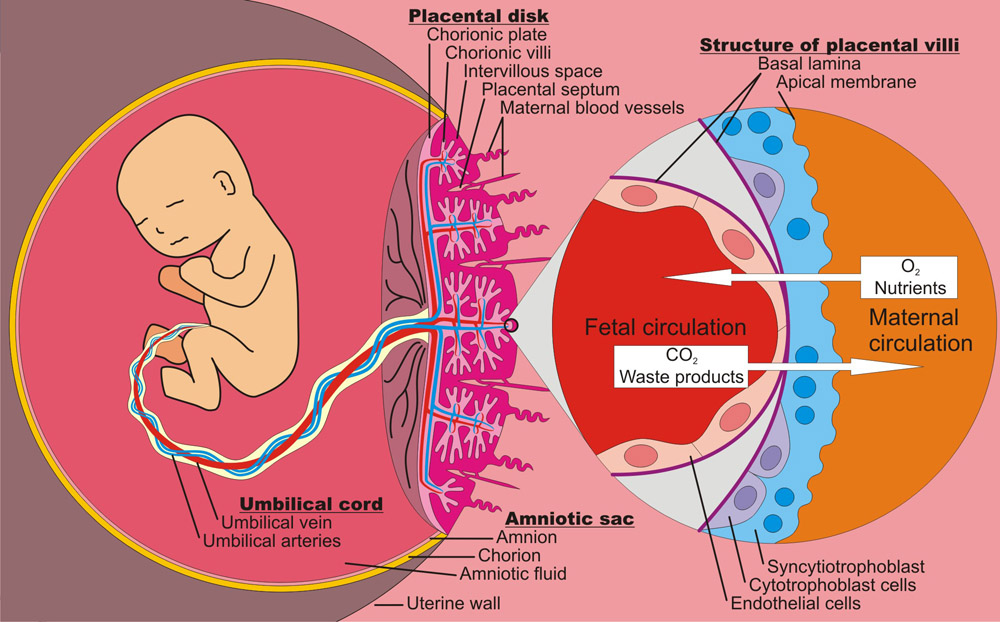 Placental disk
Chorionic plate
Chorionic villi
Intervillous space
Placental septum
Maternal blood vessels
Structure of placental villi
Basal lamina
Apical membrane
O₂
Nutrients
Fetal circulation
Maternal
circulation
CO₂
Waste products
Umbilical cord
Umbilical vein
Umbilical arteries
Amniotic sac
Amnion
Chorion
Amniotic fluid
Uterine wall
Syncytiotrophoblast
Cytotrophoblast cells
Endothelial cells